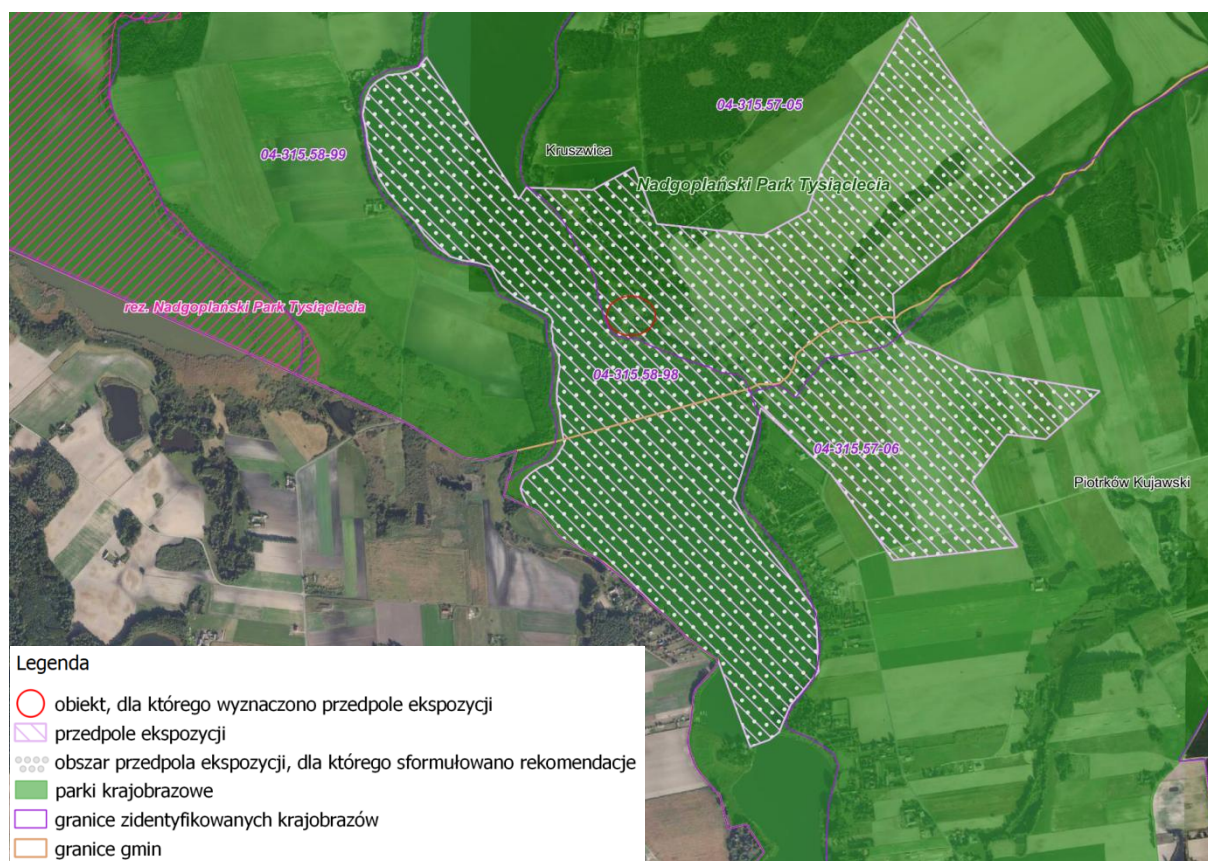 04-315.57-05
Kruszwica
04-315.58-99
Nadgoplański Park Tysiąclecia
rez. Nadgoplański Park Tysiąclecia
04-315.58-98
04-315.57-06
Piotrków Kujawski
Legenda
obiekt, dla którego wyznaczono przedpole ekspozycji
przedpole ekspozycji
obszar przedpola ekspozycji, dla którego sformułowano rekomendacje
parki krajobrazowe
granice zidentyfikowanych krajobrazów
granice gmin